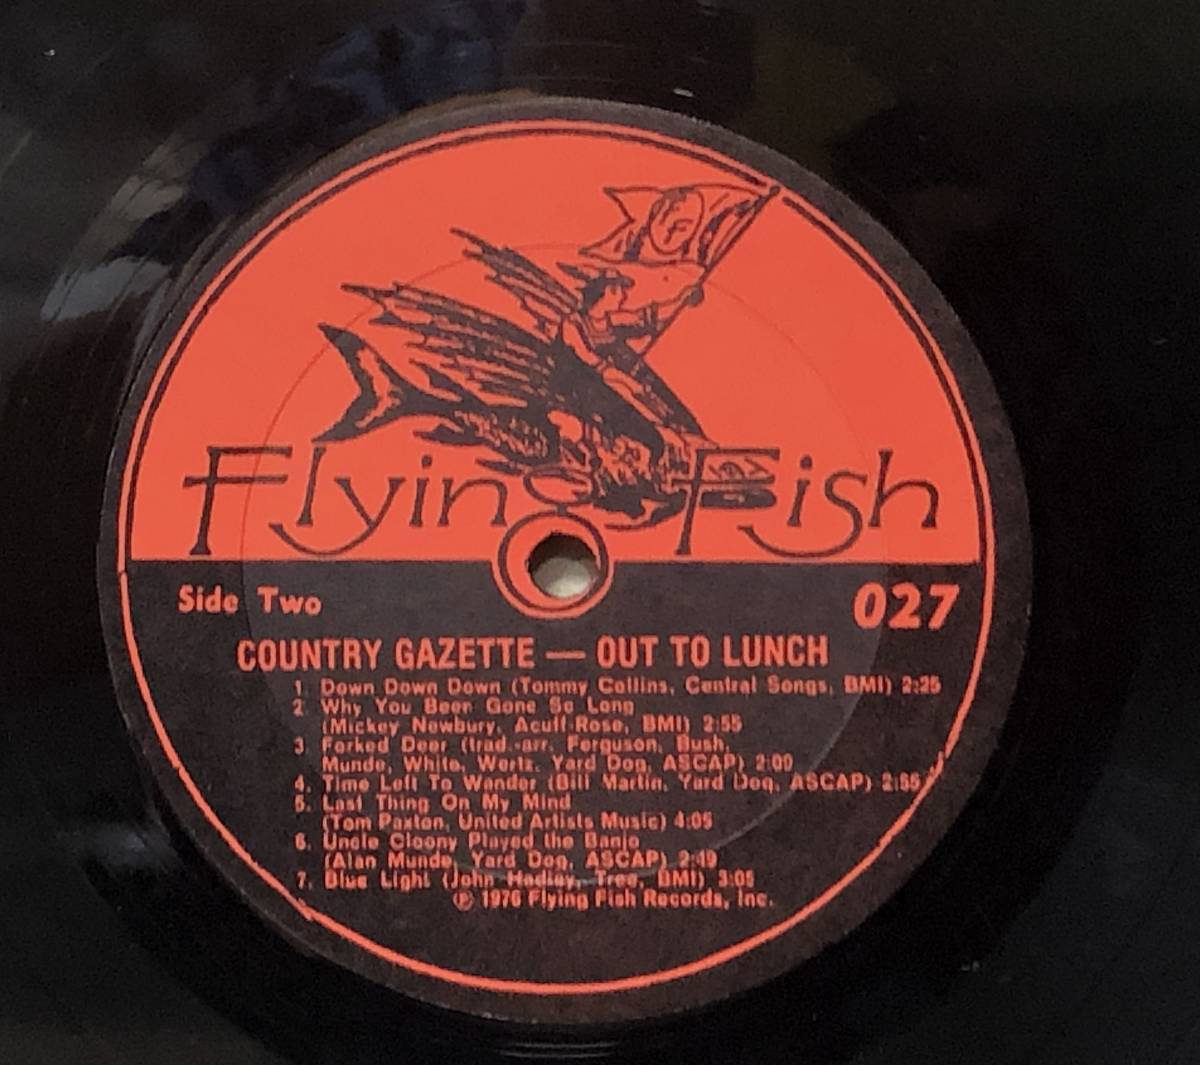 FF
Flying Fish
Side Two
027
COUNTRY GAZETTE — OUT TO LUNCH
1. Down Down Down (Tommy Collins, Central Songs, BMI) 2:25
2. Why You Been Gone So Long
(Mickey Newbury, Acuff-Rose, BMI) 2:55
3. Forked Deer (trad.-arr. Ferguson, Bush,
Munde, White, Wertz, Yard Dog, ASCAP) 2:00
4. Time Left To Wander (Bill Martin, Yard Dog, ASCAP) 2:55
5. Last Thing On My Mind
(Tom Paxton, United Artists Music) 4:05
6. Uncle Cloony Played the Banjo
(Alan Munde, Yard Dog, ASCAP) 2:49
7. Blue Light (John Hadley, Tree, BMI) 3:05
℗ 1976 Flying Fish Records, Inc.